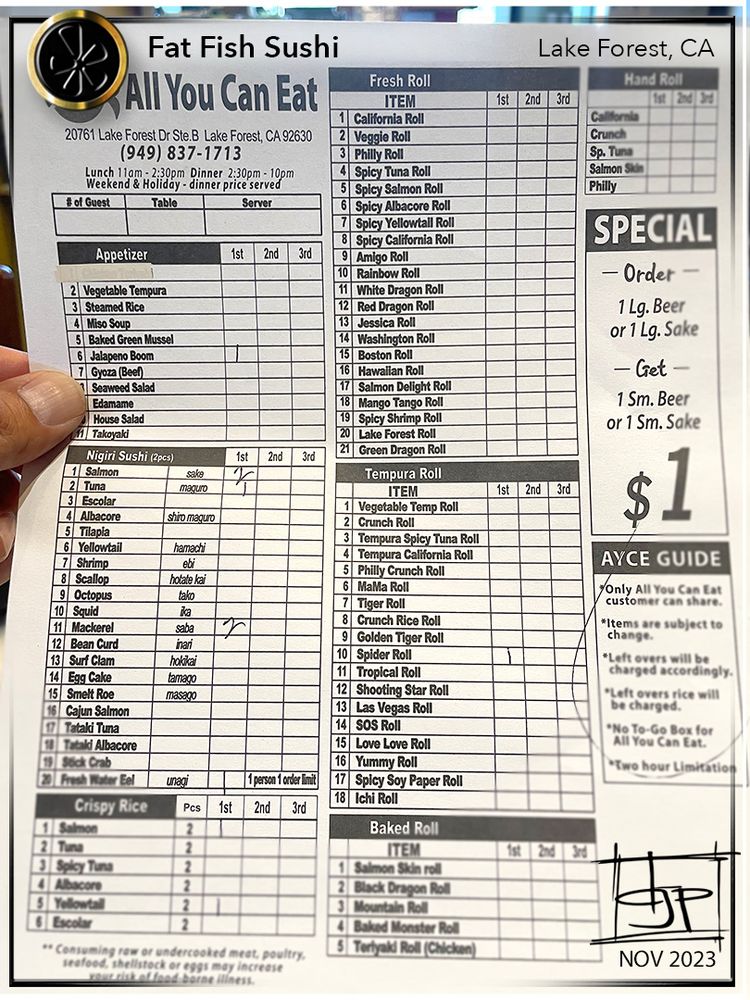 Fat Fish Sushi
Lake Forest, CA
All You Can Eat
20761 Lake Forest Dr Ste.B Lake Forest, CA 92630
(949) 837-1713
Lunch 11am - 2:30pm Dinner 2:30pm - 10pm
Weekend & Holiday - dinner price served
# of Guest Table Server
Appetizer 1st 2nd 3rd
2 Vegetable Tempura
3 Steamed Rice
4 Miso Soup
5 Baked Green Mussel
6 Jalapeno Boom 1
7 Gyoza (Beef)
Seaweed Salad
Edamame
House Salad
11 Takoyaki
Nigiri Sushi (2pcs) 1st 2nd 3rd
1 Salmon sake 2
2 Tuna maguro 1
3 Escolar
4 Albacore shiro maguro
5 Tilapia
6 Yellowtail hamachi
7 Shrimp ebi
8 Scallop hotate kai
9 Octopus tako
10 Squid ika
11 Mackerel saba 2
12 Bean Curd inari
13 Surf Clam hokikai
14 Egg Cake tamago
15 Smelt Roe masago
16 Cajun Salmon
17 Tataki Tuna
18 Tataki Albacore
19 Stick Crab
20 Fresh Water Eel unagi 1 1 person 1 order limit
Crispy Rice Pcs 1st 2nd 3rd
1 Salmon 2 1
2 Tuna 2
3 Spicy Tuna 2
4 Albacore 2
5 Yellowtail 2 1
6 Escolar 2
** Consuming raw or undercooked meat, poultry,
seafood, shellstock or eggs may increase
your risk of food-borne illness.
Fresh Roll
ITEM 1st 2nd 3rd
1 California Roll
2 Veggie Roll
3 Philly Roll
4 Spicy Tuna Roll
5 Spicy Salmon Roll
6 Spicy Albacore Roll
7 Spicy Yellowtail Roll
8 Spicy California Roll
9 Amigo Roll
10 Rainbow Roll
11 White Dragon Roll
12 Red Dragon Roll
13 Jessica Roll
14 Washington Roll
15 Boston Roll
16 Hawaiian Roll
17 Salmon Delight Roll
18 Mango Tango Roll
19 Spicy Shrimp Roll
20 Lake Forest Roll
21 Green Dragon Roll
Tempura Roll
ITEM 1st 2nd 3rd
1 Vegetable Temp Roll
2 Crunch Roll
3 Tempura Spicy Tuna Roll
4 Tempura California Roll
5 Philly Crunch Roll
6 MaMa Roll
7 Tiger Roll
8 Crunch Rice Roll
9 Golden Tiger Roll
10 Spider Roll 1
11 Tropical Roll
12 Shooting Star Roll
13 Las Vegas Roll
14 SOS Roll
15 Love Love Roll
16 Yummy Roll
17 Spicy Soy Paper Roll
18 Ichi Roll
Baked Roll
ITEM 1st 2nd 3rd
1 Salmon Skin roll
2 Black Dragon Roll
3 Mountain Roll
4 Baked Monster Roll
5 Teriyaki Roll (Chicken)
Hand Roll
1st 2nd 3rd
California
Crunch
Sp. Tuna
Salmon Skin
Philly
SPECIAL
— Order —
1 Lg. Beer
or 1 Lg. Sake
— Get —
1 Sm. Beer
or 1 Sm. Sake
$1
AYCE GUIDE
*Only All You Can Eat
customer can share.
*Items are subject to
change.
*Left overs will be
charged accordingly.
*Left overs rice will
be charged.
*No To-Go Box for
All You Can Eat.
*Two hour Limitation
JP
NOV 2023